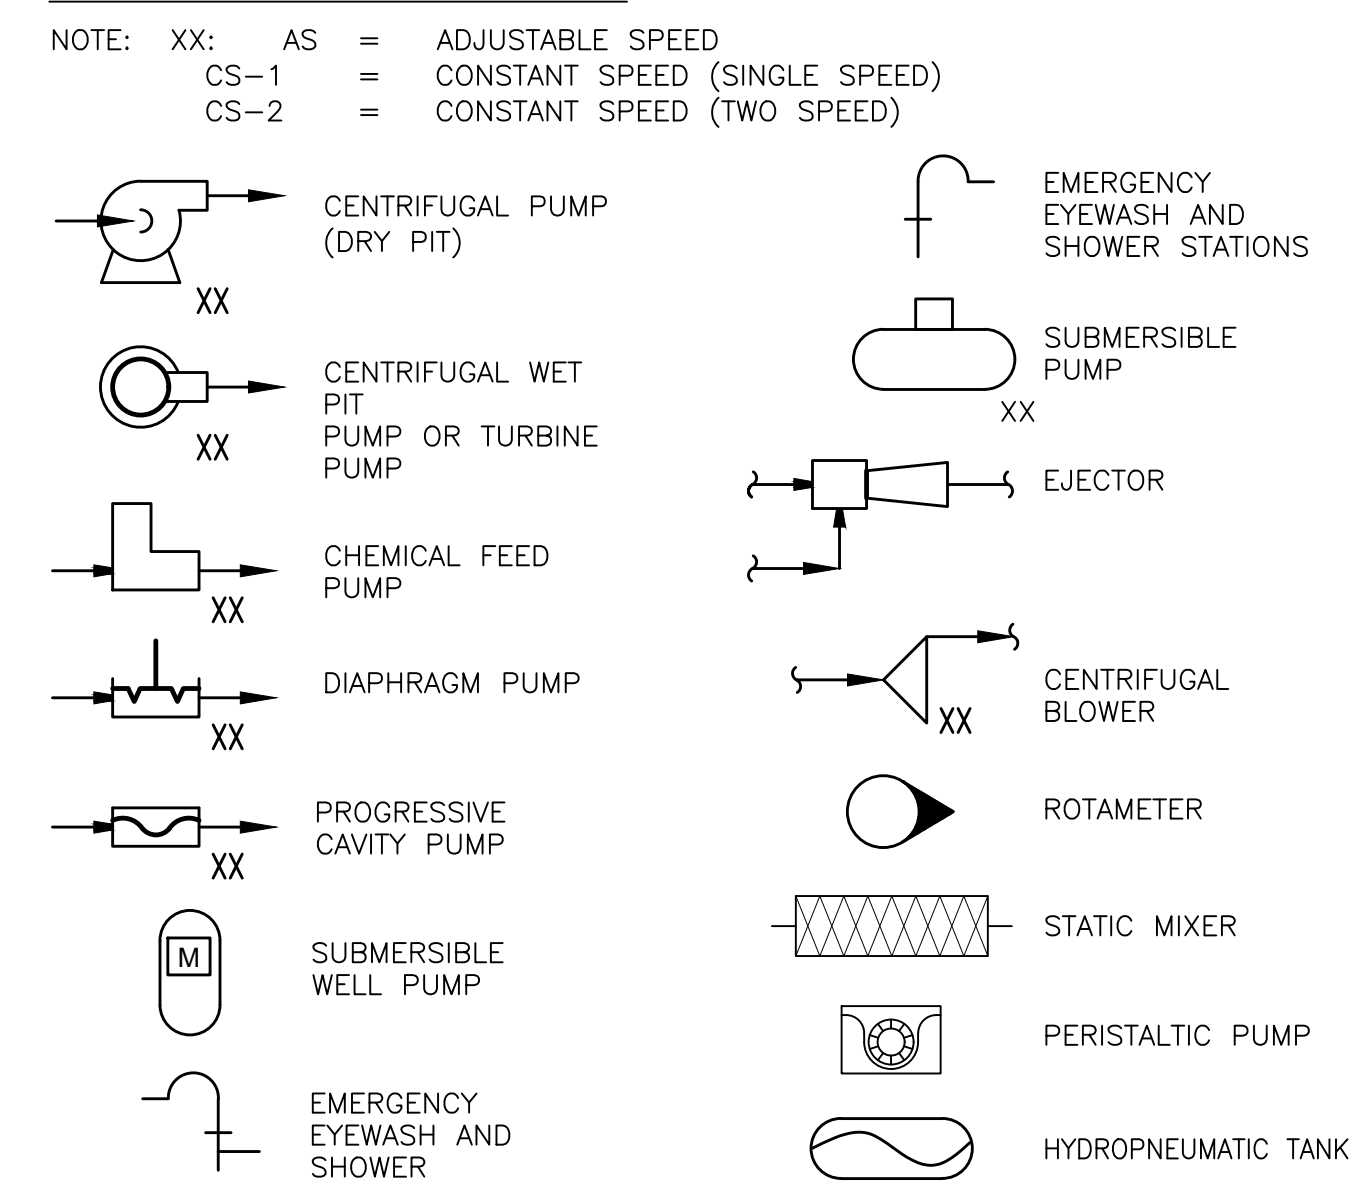 NOTE: XX: AS = ADJUSTABLE SPEED
CS-1 = CONSTANT SPEED (SINGLE SPEED)
CS-2 = CONSTANT SPEED (TWO SPEED)
CENTRIFUGAL PUMP
(DRY PIT)
XX
CENTRIFUGAL WET
PIT
PUMP OR TURBINE
PUMP
XX
CHEMICAL FEED
PUMP
XX
DIAPHRAGM PUMP
XX
PROGRESSIVE
CAVITY PUMP
XX
M
SUBMERSIBLE
WELL PUMP
EMERGENCY
EYEWASH AND
SHOWER
EMERGENCY
EYEWASH AND
SHOWER STATIONS
SUBMERSIBLE
PUMP
XX
EJECTOR
CENTRIFUGAL
BLOWER
XX
ROTAMETER
STATIC MIXER
PERISTALTIC PUMP
HYDROPNEUMATIC TANK